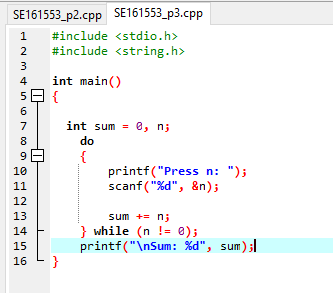 SE161553_p2.cpp SE161553_p3.cpp
1 #include <stdio.h>
2 #include <string.h>
3
4 int main()
5 {
6
7 int sum = 0, n;
8 do
9 {
10 printf("Press n: ");
11 scanf("%d", &n);
12
13 sum += n;
14 } while (n != 0);
15 printf("\nSum: %d", sum);
16 }